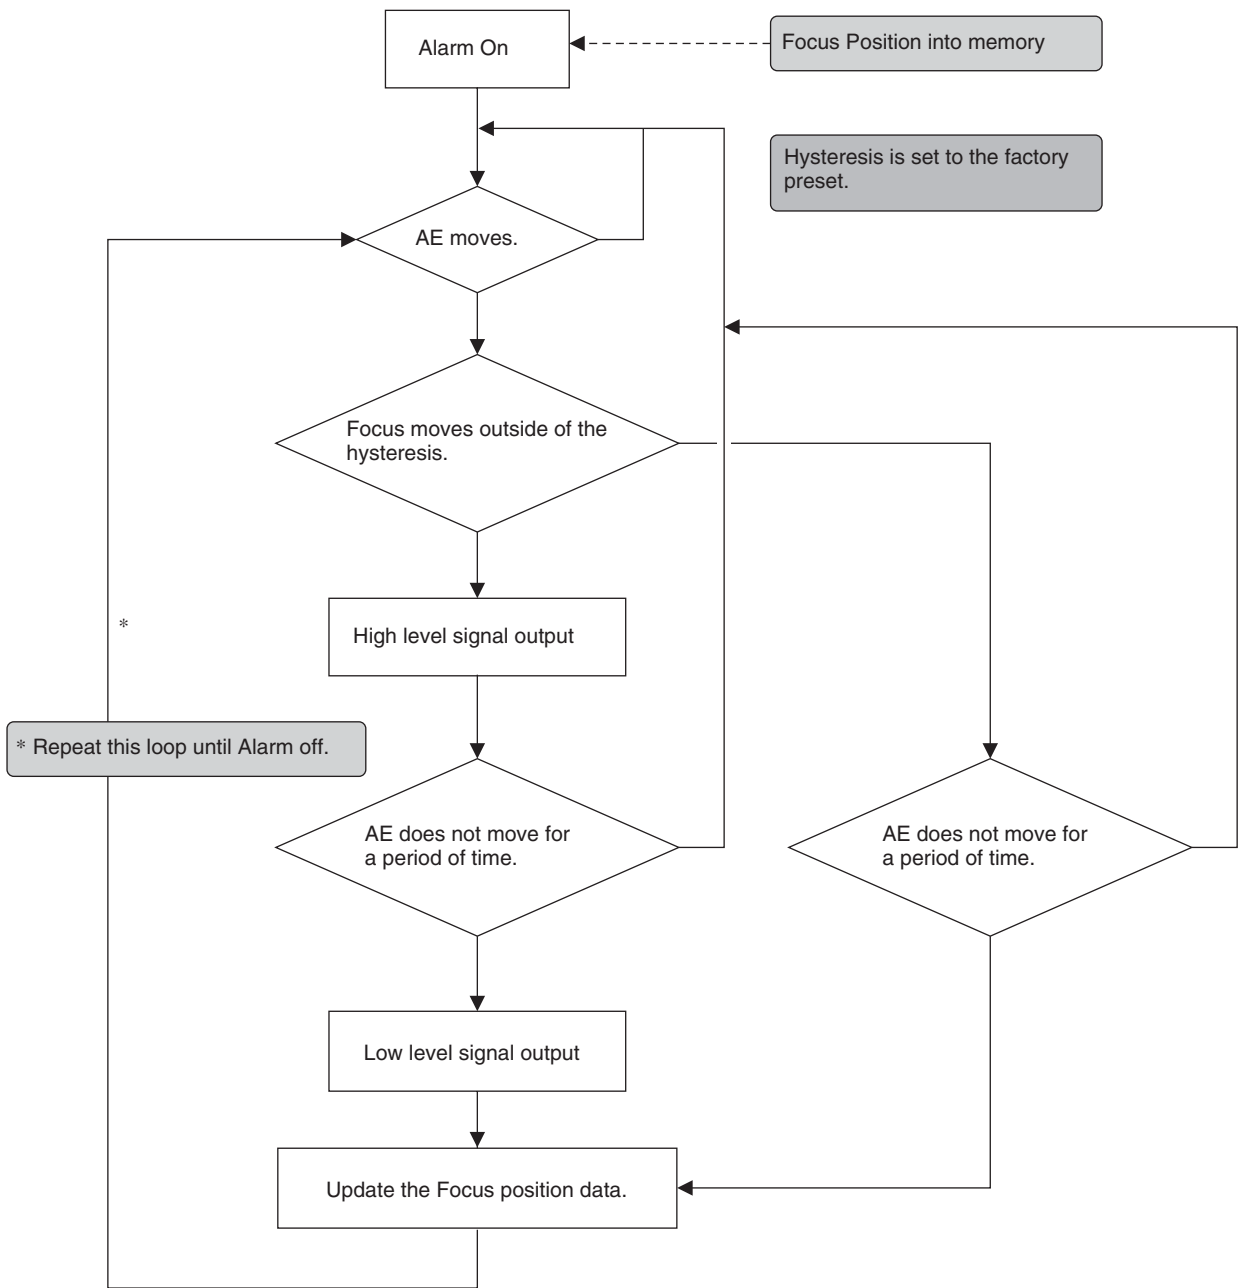 Alarm On
Focus Position into memory
Hysteresis is set to the factory
preset.
AE moves.
Focus moves outside of the
hysteresis.
High level signal output
*
* Repeat this loop until Alarm off.
AE does not move for
a period of time.
AE does not move for
a period of time.
Low level signal output
Update the Focus position data.